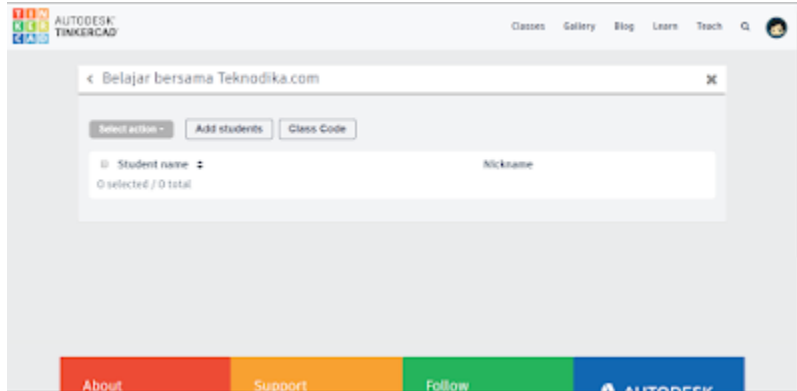 TIN
KER
CAD
AUTODESK
TINKERCAD
Classes Gallery Blog Learn Teach
< Belajar bersama Teknodika.com
Select action Add students Class Code
Student name Nickname
0 selected / 0 total
About Support Follow AUTODESK